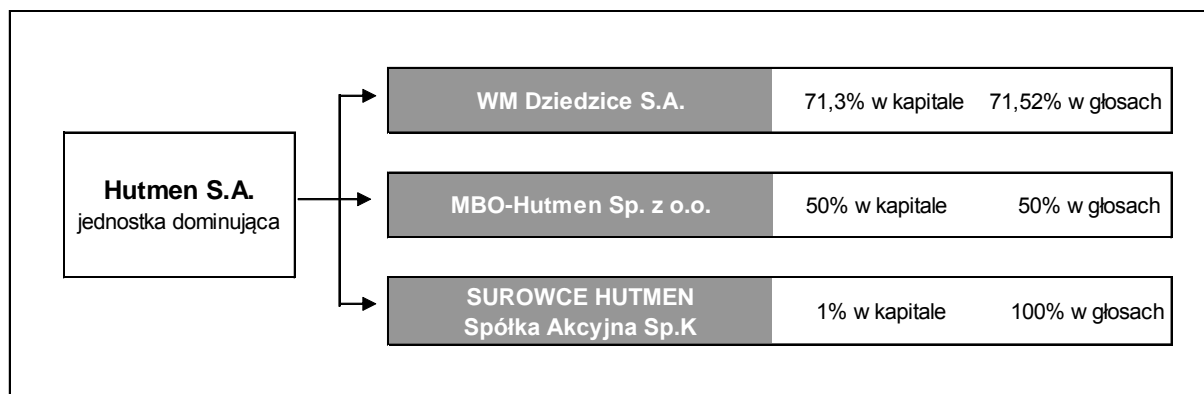 Hutmen S.A.
jednostka dominująca
WM Dziedzice S.A. 71,3% w kapitale 71,52% w głosach
MBO-Hutmen Sp. z o.o. 50% w kapitale 50% w głosach
SUROWCE HUTMEN
Spółka Akcyjna Sp.K 1% w kapitale 100% w głosach